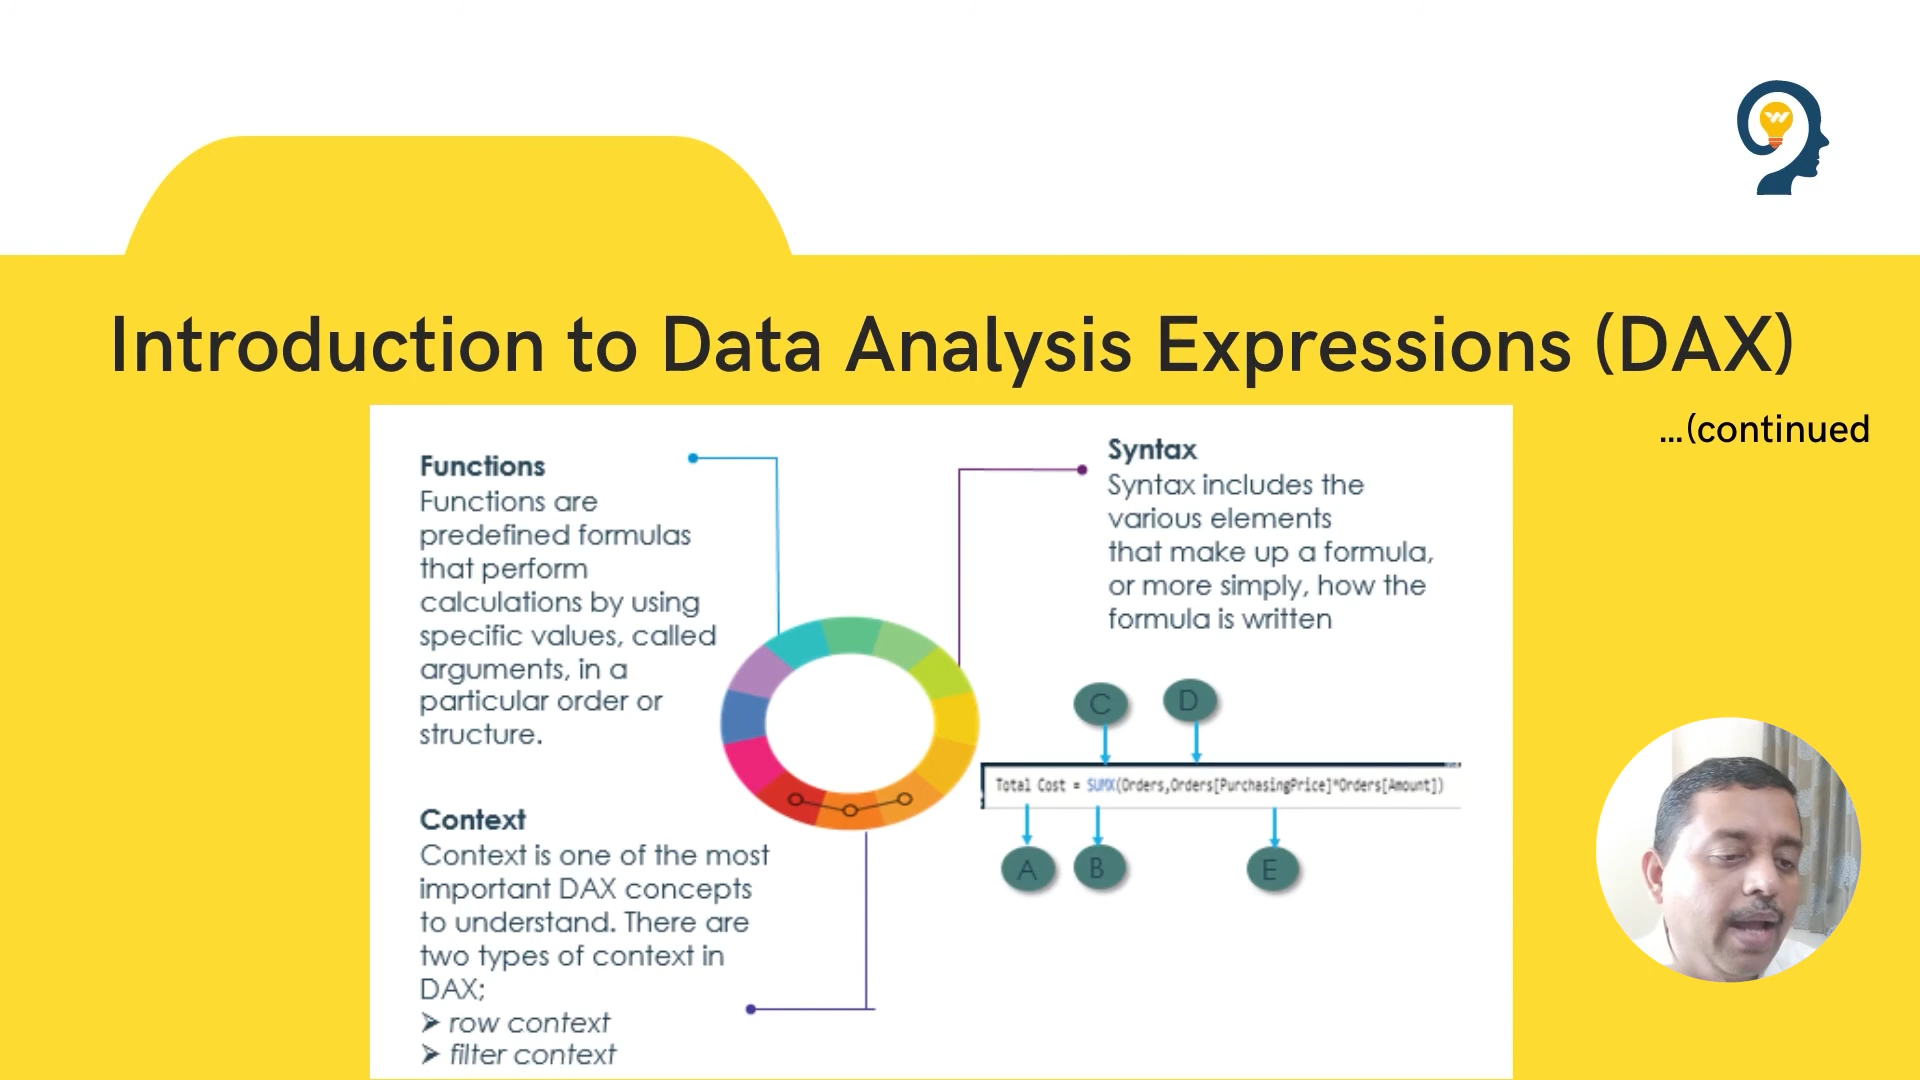 Introduction to Data Analysis Expressions (DAX)
...(continued
Functions
Functions are
predefined formulas
that perform
calculations by using
specific values, called
arguments, in a
particular order or
structure.
Context
Context is one of the most
important DAX concepts
to understand. There are
two types of context in
DAX;
➢ row context
➢ filter context
Syntax
Syntax includes the
various elements
that make up a formula,
or more simply, how the
formula is written
C D
Total Cost = SUMX(Orders,Orders[PurchasingPrice]*Orders[Amount])
A B E